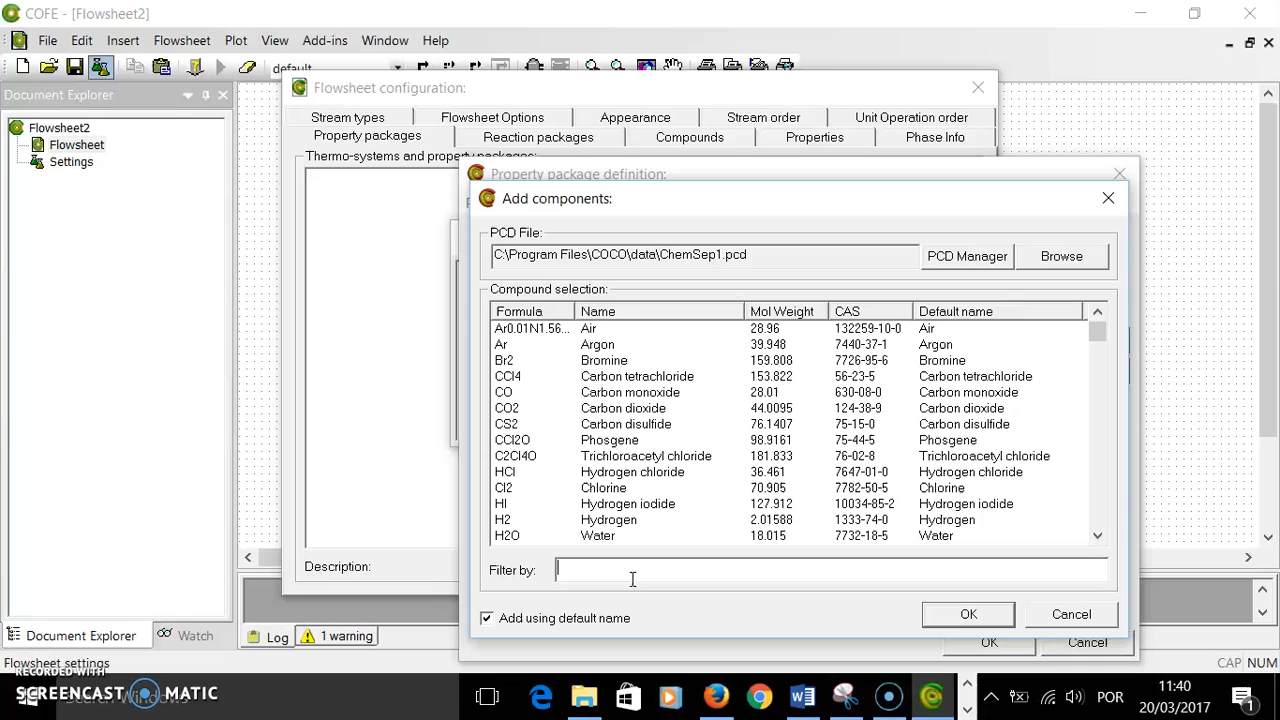 COFE - [Flowsheet2]
File Edit Insert Flowsheet Plot View Add-ins Window Help
default
Document Explorer
Flowsheet2
Flowsheet
Settings
Flowsheet configuration:
Stream types Flowsheet Options Appearance Stream order Unit Operation order
Property packages Reaction packages Compounds Properties Phase Info
Thermo-systems and property packages:
Property package definition:
Add components:
PCD File:
C:\Program Files\COCO\data\ChemSep1.pcd PCD Manager Browse
Compound selection:
Formula Name Mol Weight CAS Default name
Ar0.01N1.56... Air 28.96 132259-10-0 Air
Ar Argon 39.948 7440-37-1 Argon
Br2 Bromine 159.808 7726-95-6 Bromine
CCl4 Carbon tetrachloride 153.822 56-23-5 Carbon tetrachloride
CO Carbon monoxide 28.01 630-08-0 Carbon monoxide
CO2 Carbon dioxide 44.0095 124-38-9 Carbon dioxide
CS2 Carbon disulfide 76.1407 75-15-0 Carbon disulfide
CCl2O Phosgene 98.9161 75-44-5 Phosgene
C2Cl4O Trichloroacetyl chloride 181.833 76-02-8 Trichloroacetyl chloride
HCl Hydrogen chloride 36.461 7647-01-0 Hydrogen chloride
Cl2 Chlorine 70.905 7782-50-5 Chlorine
HI Hydrogen iodide 127.912 10034-85-2 Hydrogen iodide
H2 Hydrogen 2.01588 1333-74-0 Hydrogen
H2O Water 18.015 7732-18-5 Water
Description:
Filter by:
Add using default name OK Cancel
OK Cancel
Document Explorer Watch Log 1 warning
Flowsheet settings CAP NUM
RECORDED WITH
SCREENCAST MATIC
Search Windows
POR 11:40
20/03/2017 1